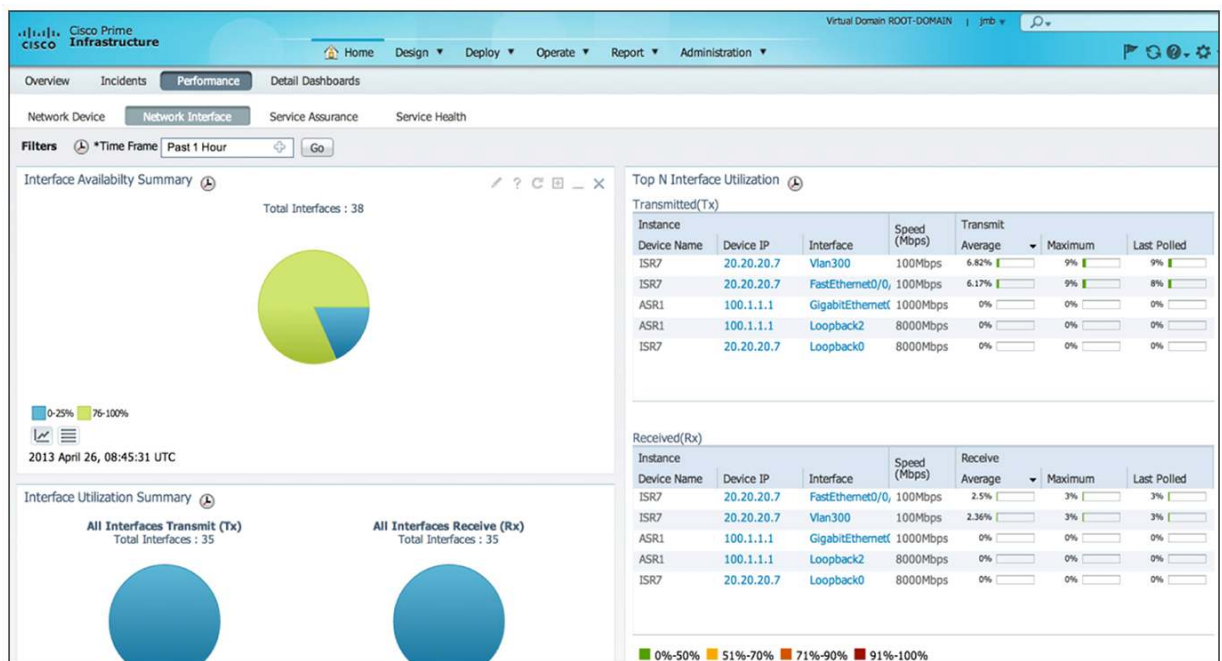 Virtual Domain ROOT-DOMAIN | jmb
CISCO Cisco Prime
Infrastructure
Home Design Deploy Operate Report Administration
Overview Incidents Performance Detail Dashboards
Network Device Network Interface Service Assurance Service Health
Filters *Time Frame Past 1 Hour Go
Interface Availabilty Summary
Total Interfaces : 38
0-25% 76-100%
2013 April 26, 08:45:31 UTC
Interface Utilization Summary
All Interfaces Transmit (Tx) All Interfaces Receive (Rx)
Total Interfaces : 35 Total Interfaces : 35
Top N Interface Utilization
Transmitted(Tx)
Instance Speed (Mbps) Transmit
Device Name Device IP Interface Average Maximum Last Polled
ISR7 20.20.20.7 Vlan300 100Mbps 6.82% 9% 9%
ISR7 20.20.20.7 FastEthernet0/0, 100Mbps 6.17% 9% 8%
ASR1 100.1.1.1 GigabitEthernet( 1000Mbps 0% 0% 0%
ASR1 100.1.1.1 Loopback2 8000Mbps 0% 0% 0%
ISR7 20.20.20.7 Loopback0 8000Mbps 0% 0% 0%
Received(Rx)
Instance Speed (Mbps) Receive
Device Name Device IP Interface Average Maximum Last Polled
ISR7 20.20.20.7 FastEthernet0/0, 100Mbps 2.5% 3% 3%
ISR7 20.20.20.7 Vlan300 100Mbps 2.36% 3% 3%
ASR1 100.1.1.1 GigabitEthernet( 1000Mbps 0% 0% 0%
ASR1 100.1.1.1 Loopback2 8000Mbps 0% 0% 0%
ISR7 20.20.20.7 Loopback0 8000Mbps 0% 0% 0%
0%-50% 51%-70% 71%-90% 91%-100%